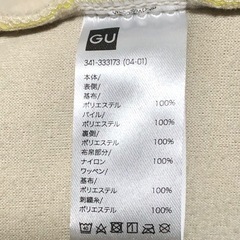 GU
341-333173 (04-01)
本体/
表側/
基布/
ポリエステル 100%
パイル/
ポリエステル 100%
裏側/
ポリエステル 100%
布帛部分/
ナイロン 100%
ワッペン/
基布/
ポリエステル 100%
刺繍糸/
ポリエステル 100%